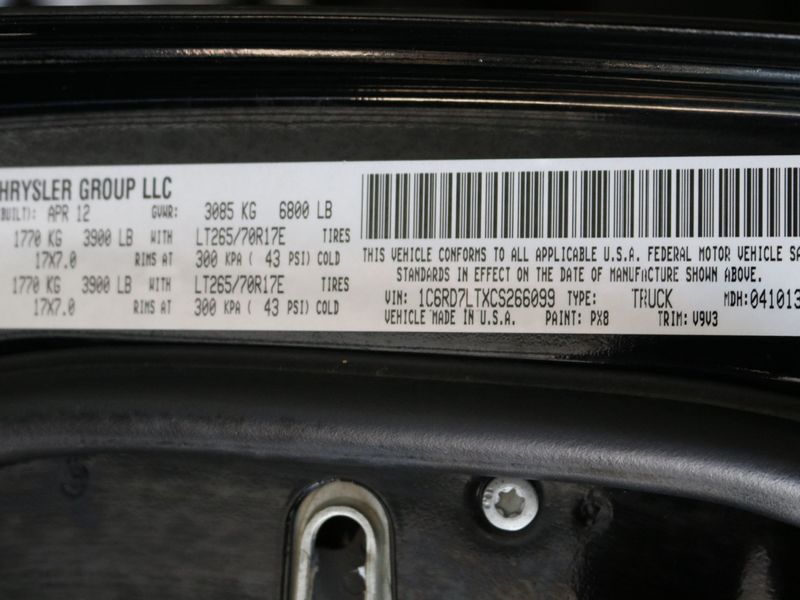 HRYSLER GROUP LLC
BUILT): APR 12 GVWR: 3085 KG 6800 LB
1770 KG 3900 LB WITH LT265/70R17E TIRES
17X7.0 RIMS AT 300 KPA ( 43 PSI) COLD
1770 KG 3900 LB WITH LT265/70R17E TIRES
17X7.0 RIMS AT 300 KPA ( 43 PSI) COLD
THIS VEHICLE CONFORMS TO ALL APPLICABLE U.S.A. FEDERAL MOTOR VEHICLE SA
STANDARDS IN EFFECT ON THE DATE OF MANUFACTURE SHOWN ABOVE.
VIN: 1C6RD7LTXCS266099 TYPE: TRUCK MDH: 041013
VEHICLE MADE IN U.S.A. PAINT: PX8 TRIM: V9V3